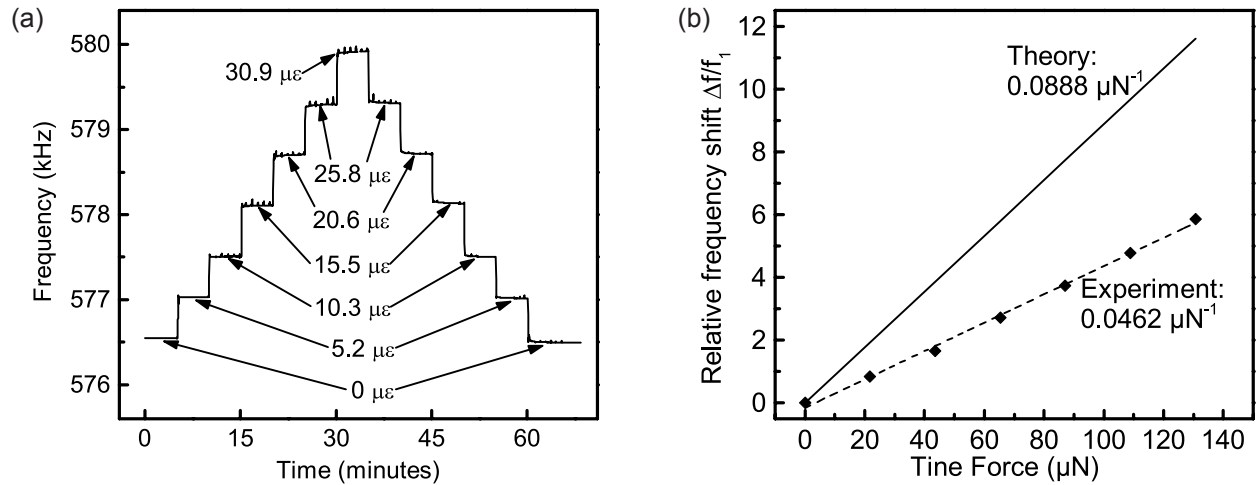 (a)
Frequency (kHz)
580
579
578
577
576
30.9 µε
25.8 µε
20.6 µε
15.5 µε
10.3 µε
5.2 µε
0 µε
0 15 30 45 60
Time (minutes)
(b)
Relative frequency shift Δf/f₁
12
10
8
6
4
2
0
Theory:
0.0888 µN⁻¹
Experiment:
0.0462 µN⁻¹
0 20 40 60 80 100 120 140
Tine Force (µN)